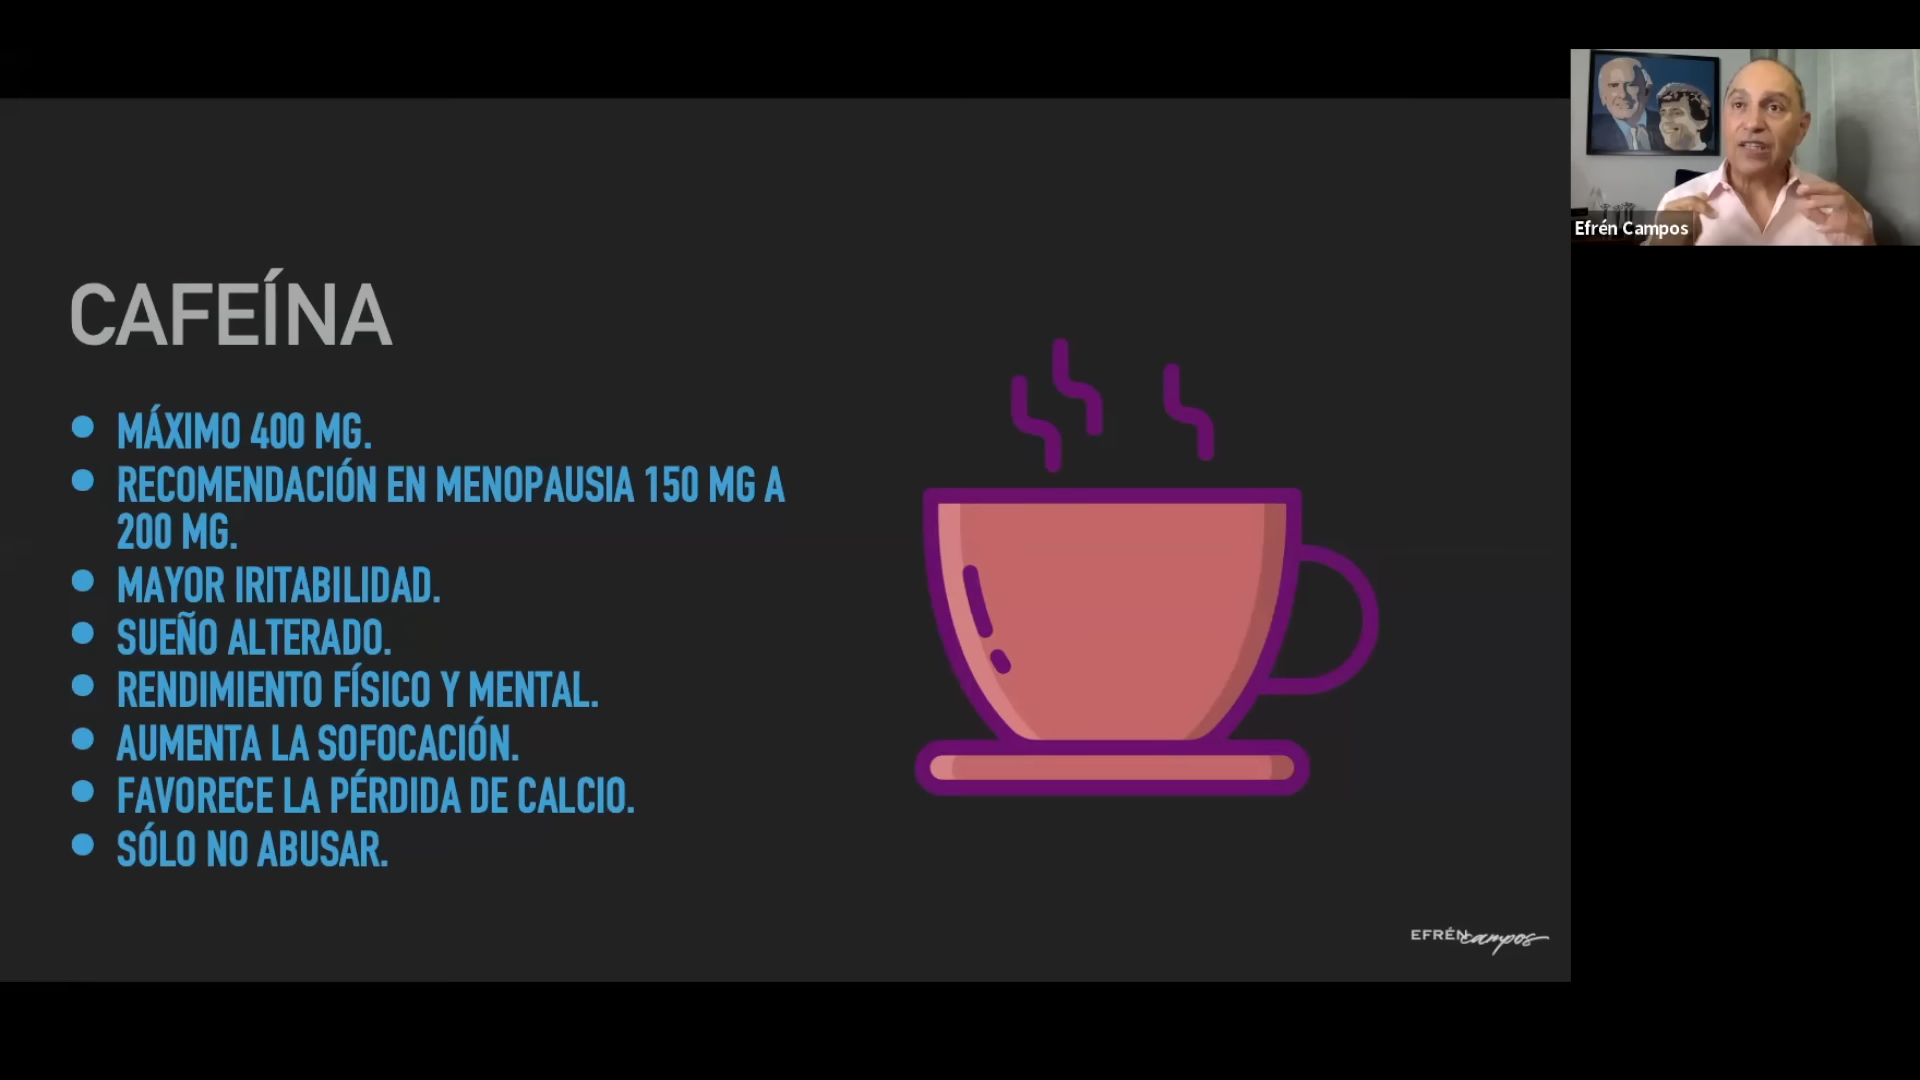 CAFEÍNA
MÁXIMO 400 MG.
RECOMENDACIÓN EN MENOPAUSIA 150 MG A
200 MG.
MAYOR IRITABILIDAD.
SUEÑO ALTERADO.
RENDIMIENTO FÍSICO Y MENTAL.
AUMENTA LA SOFOCACIÓN.
FAVORECE LA PÉRDIDA DE CALCIO.
SÓLO NO ABUSAR.
Efrén Campos
EFRÉN campos